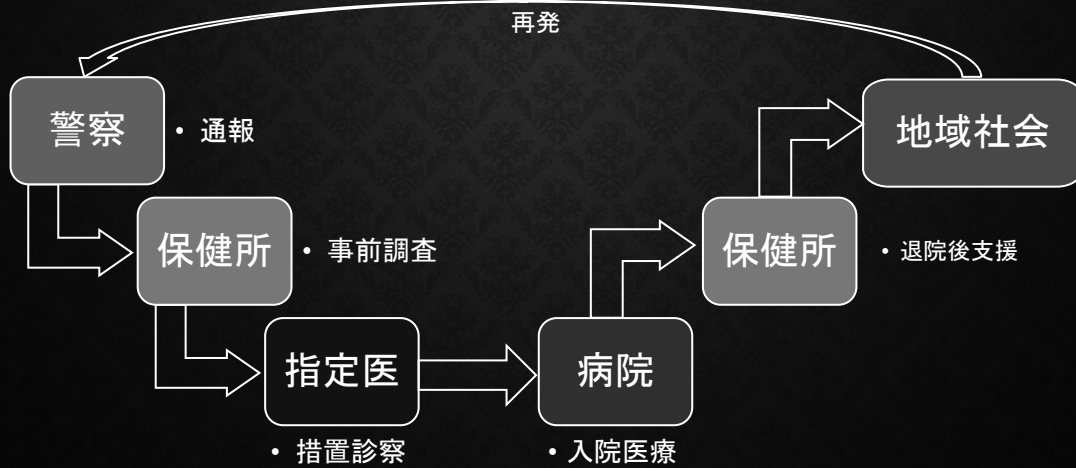 再発
警察
• 通報
保健所
• 事前調査
指定医
• 措置診察
病院
• 入院医療
保健所
• 退院後支援
地域社会